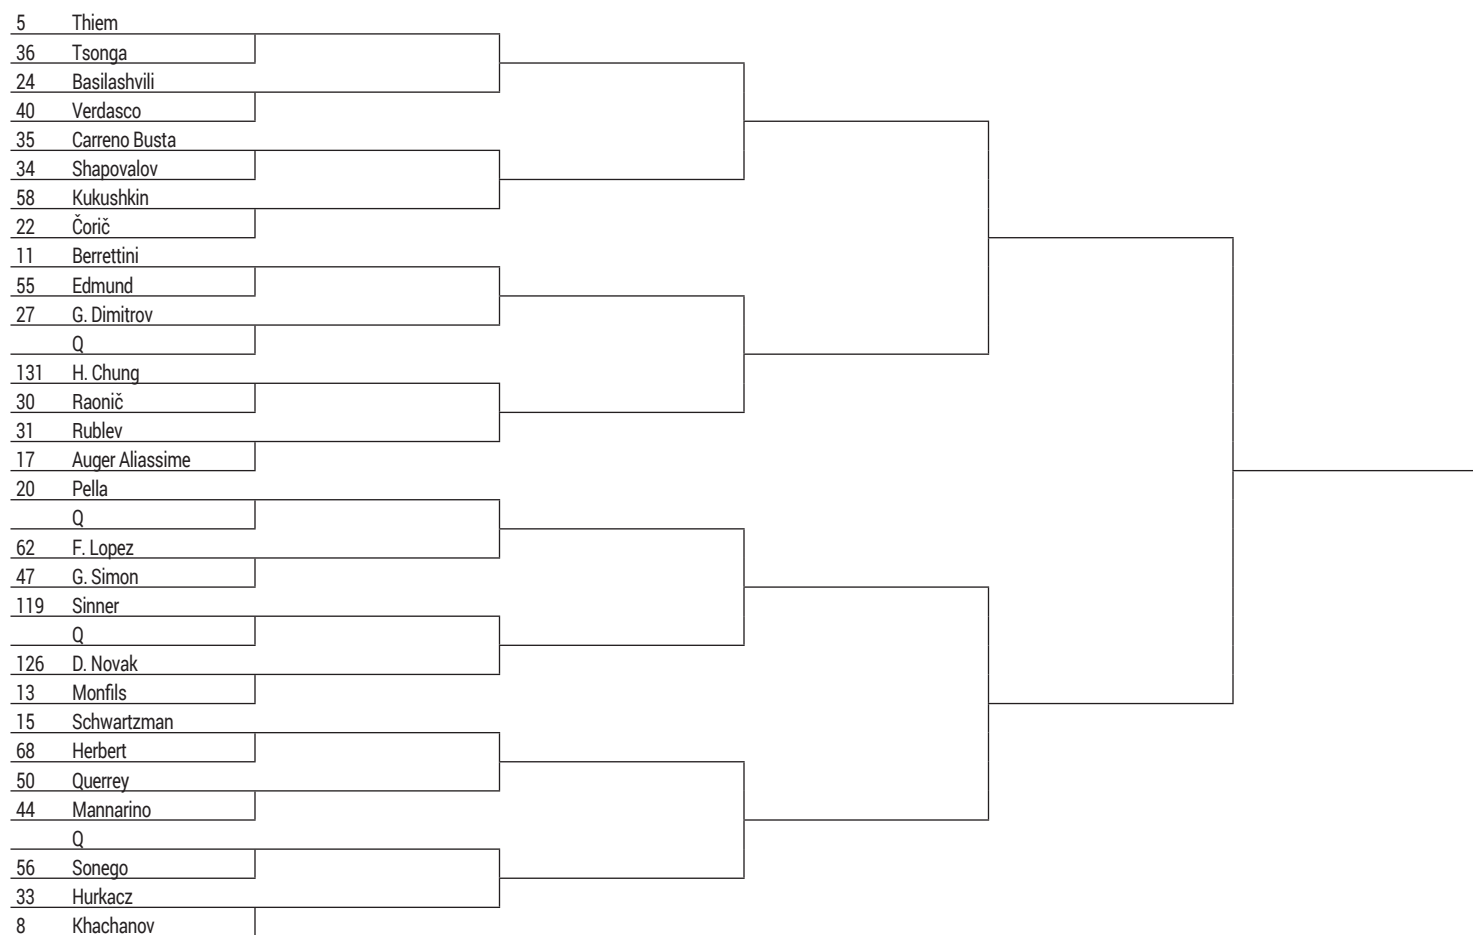 5 Thiem
36 Tsonga
24 Basilashvili
40 Verdasco
35 Carreno Busta
34 Shapovalov
58 Kukushkin
22 Čorič
11 Berrettini
55 Edmund
27 G. Dimitrov
Q
131 H. Chung
30 Raonič
31 Rublev
17 Auger Aliassime
20 Pella
Q
62 F. Lopez
47 G. Simon
119 Sinner
Q
126 D. Novak
13 Monfils
15 Schwartzman
68 Herbert
50 Querrey
44 Mannarino
Q
56 Sonego
33 Hurkacz
8 Khachanov